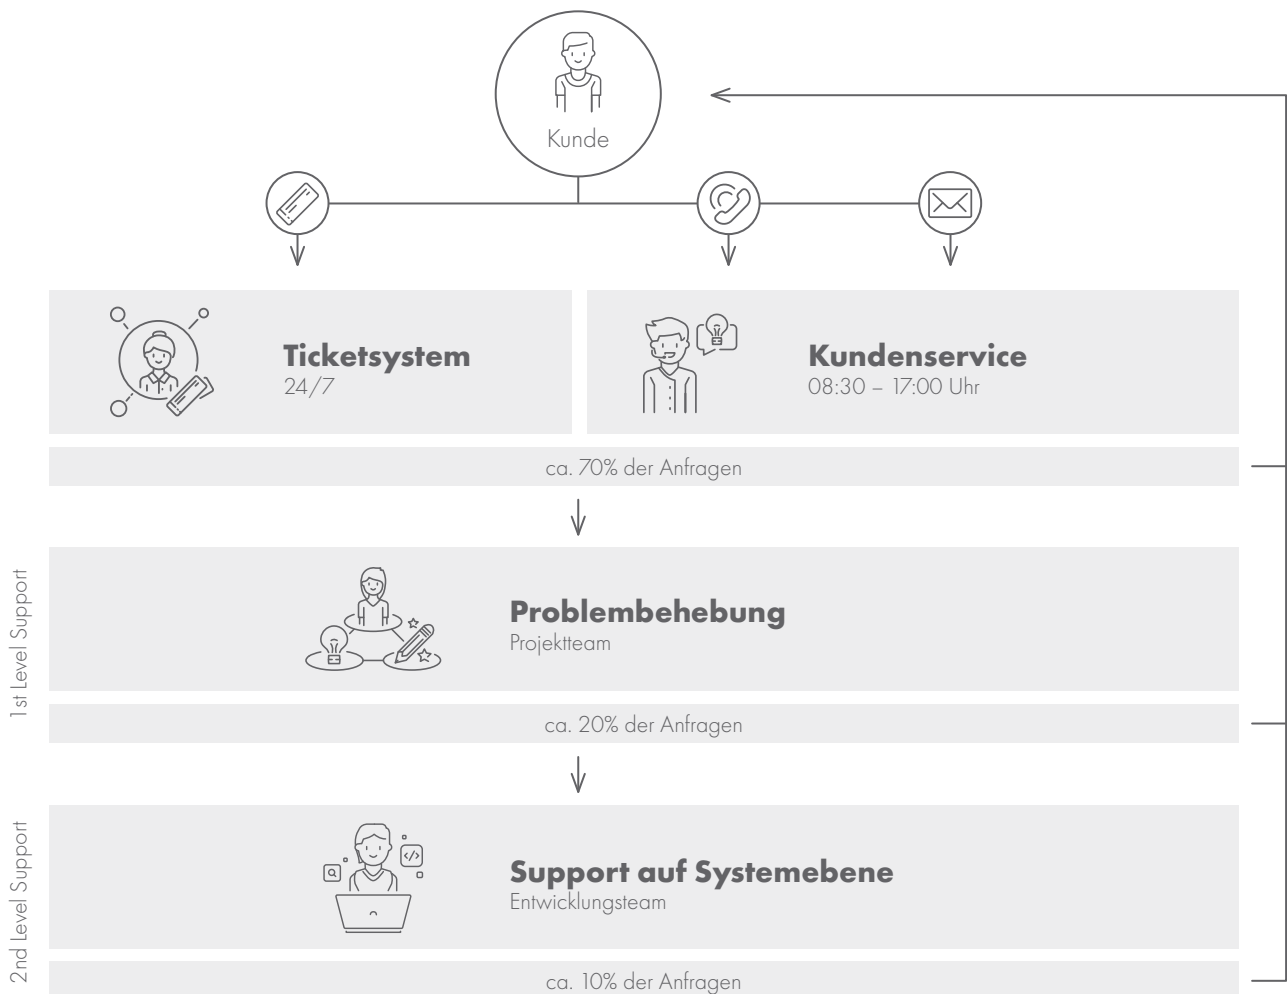 Kunde
Ticketsystem
24/7
Kundenservice
08:30 – 17:00 Uhr
ca. 70% der Anfragen
1st Level Support
Problembehebung
Projektteam
ca. 20% der Anfragen
2nd Level Support
Support auf Systemebene
Entwicklungsteam
ca. 10% der Anfragen